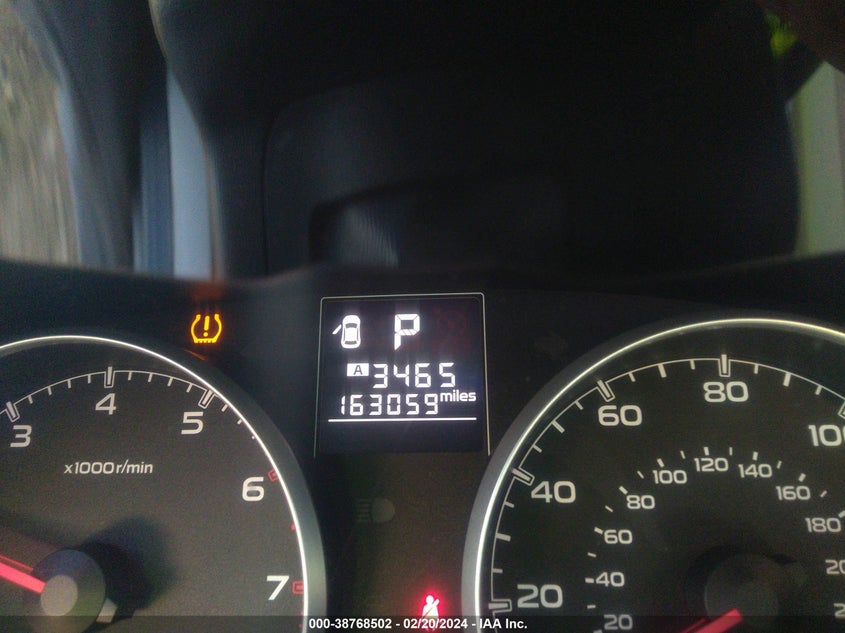 P
A 3465
163059 miles
3 4 5 6 7
x1000r/min
20 40 60 80 100
20 40 60 80 100 120 140 160 180
000-38768502 - 02/20/2024 - IAA Inc.